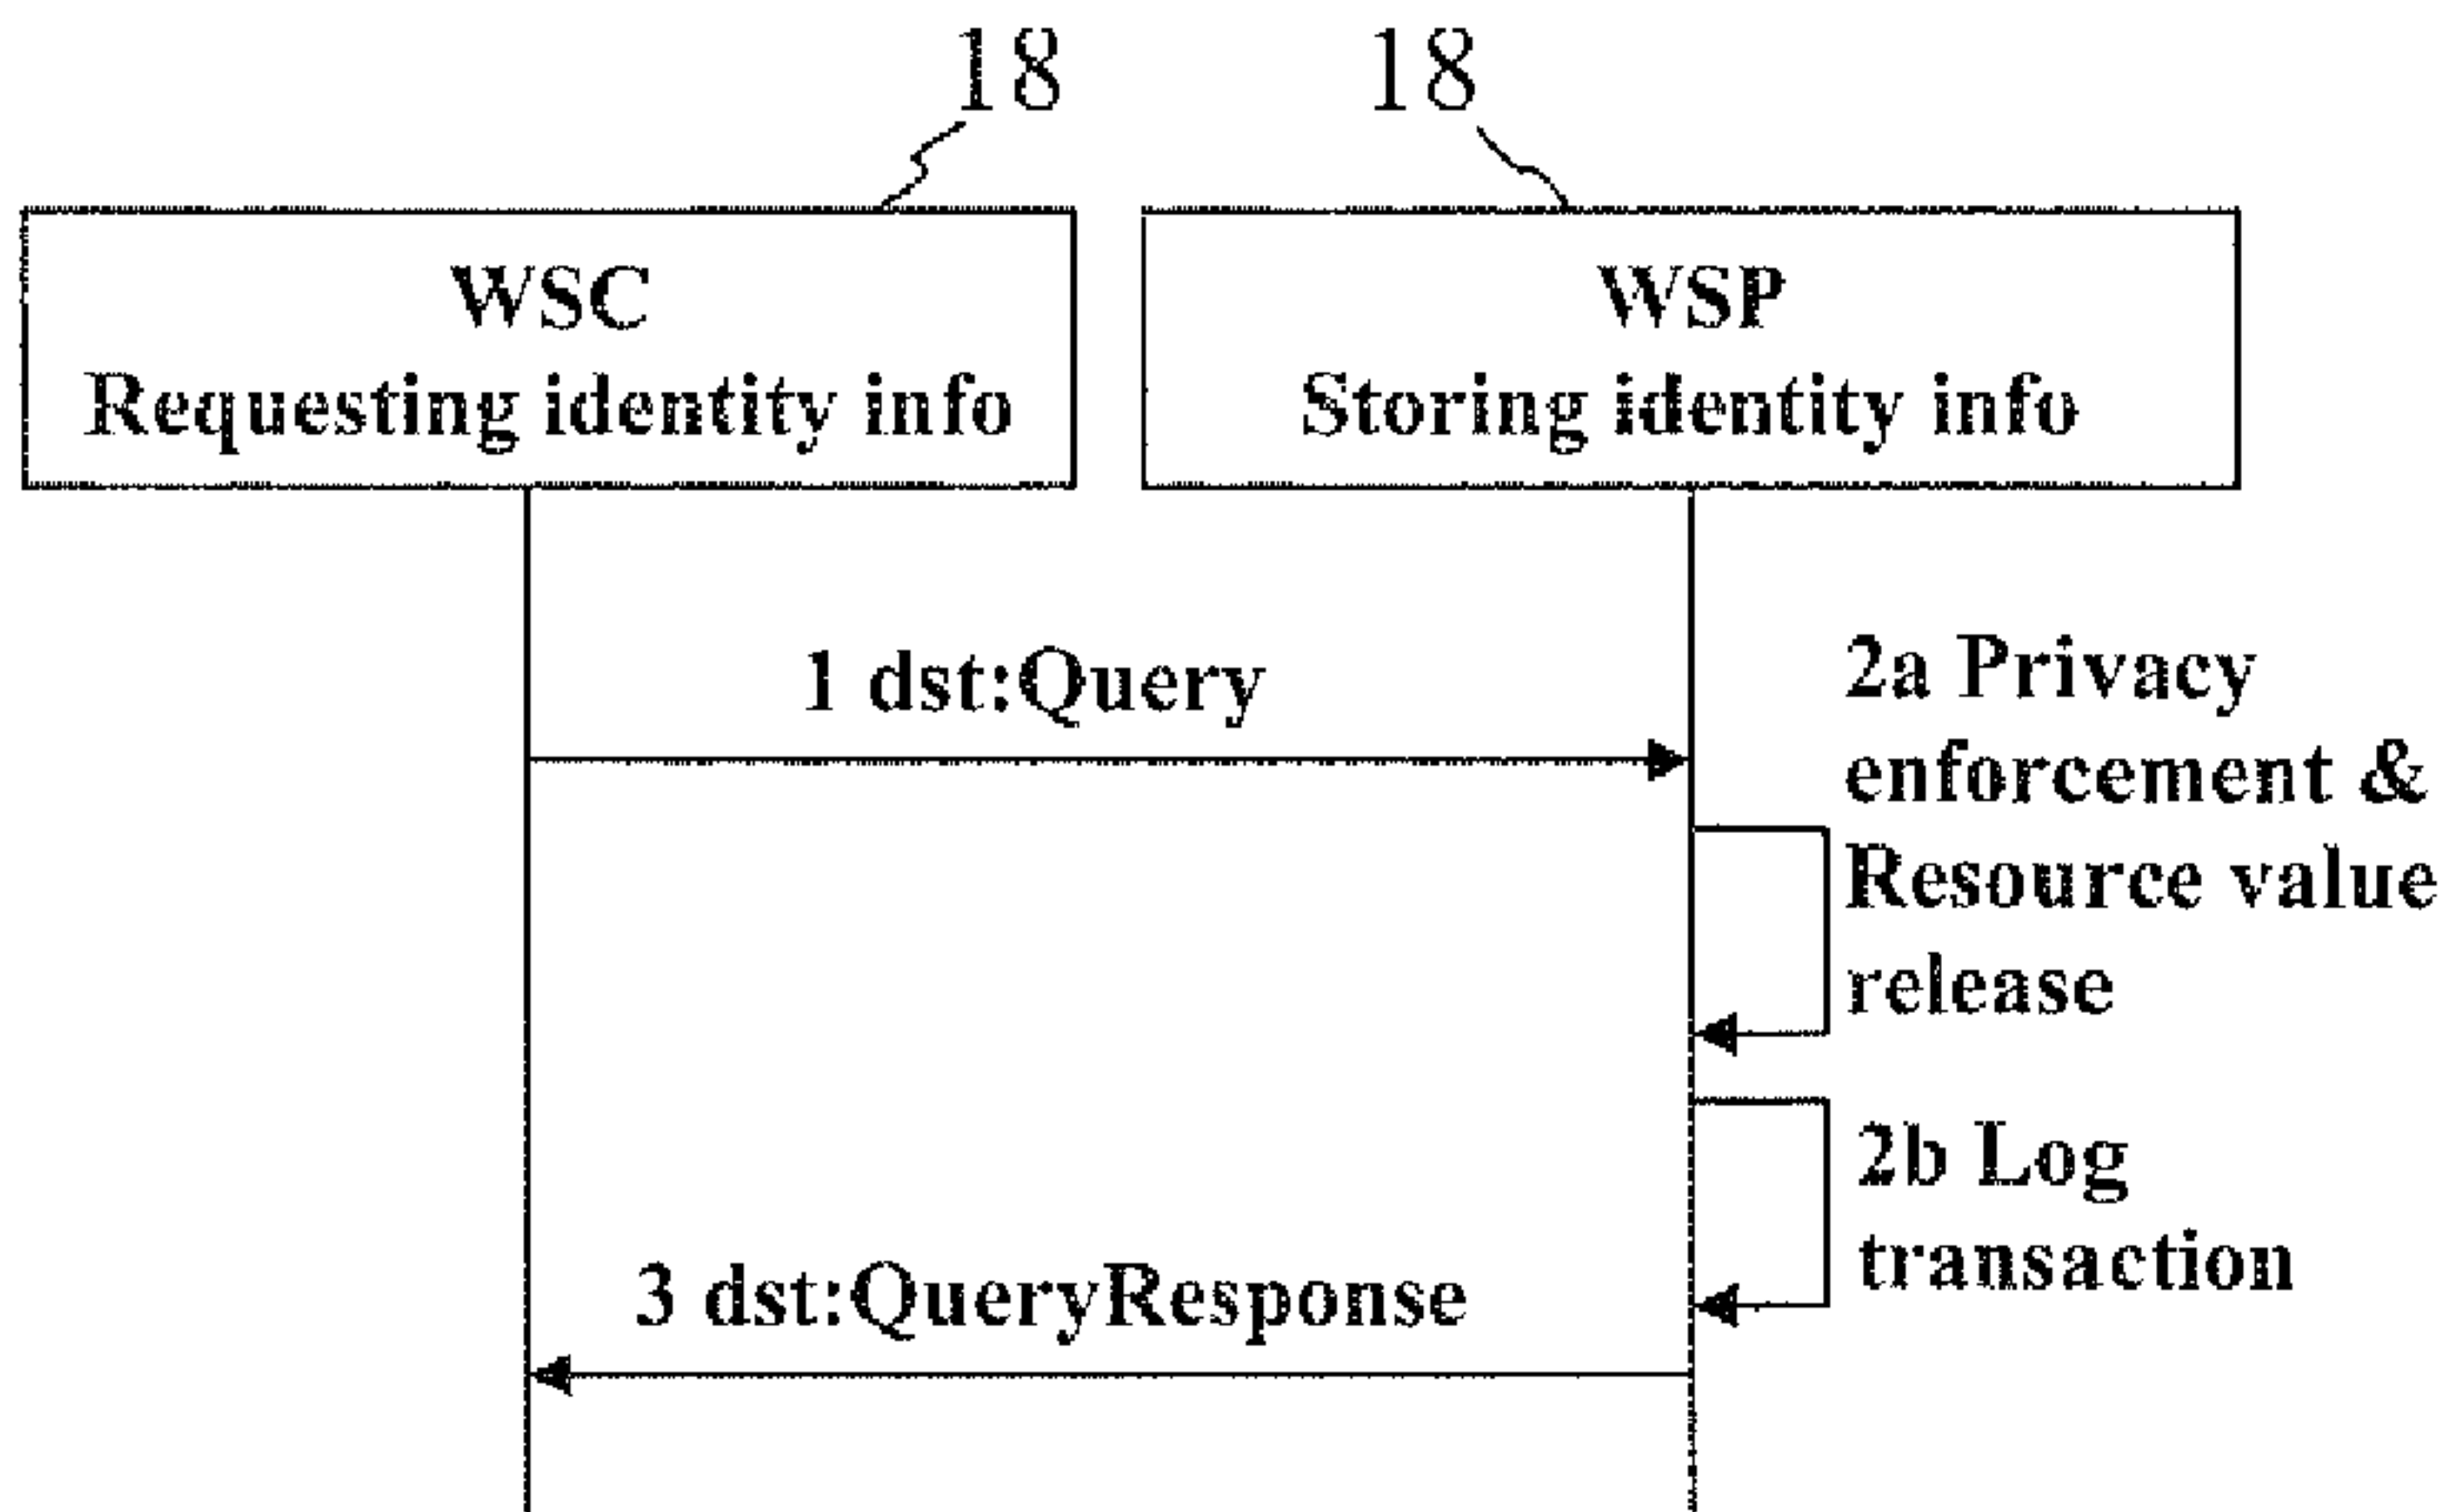 18
18
WSC
Requesting identity info
WSP
Storing identity info
1 dst:Query
2a Privacy
enforcement &
Resource value
release
2b Log
transaction
3 dst:QueryResponse